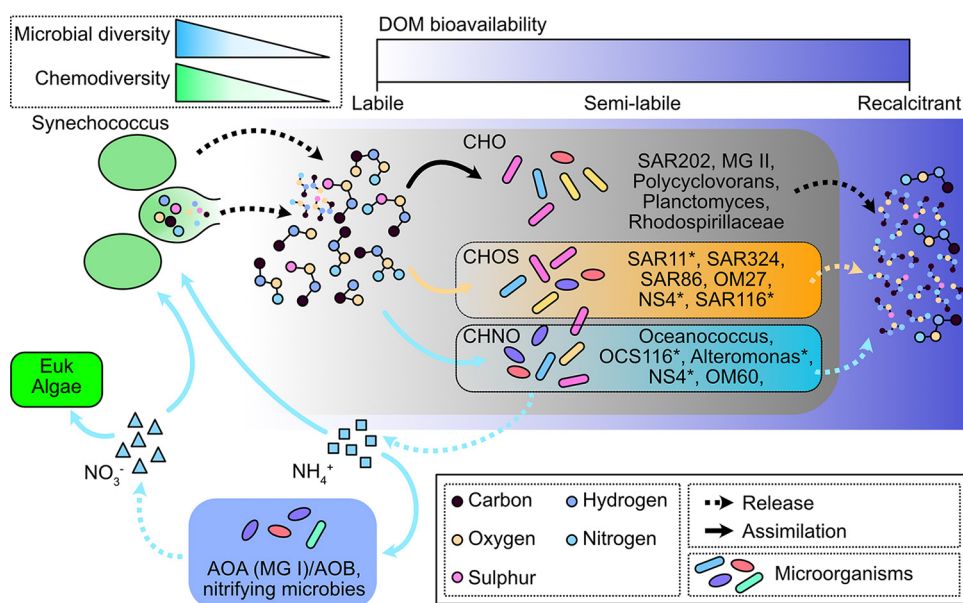 Microbial diversity
Chemodiversity
DOM bioavailability
Labile
Semi-labile
Recalcitrant
Synechococcus
CHO
SAR202, MG II,
Polycyclovorans,
Planctomyces,
Rhodospirillaceae
CHOS
SAR11*, SAR324,
SAR86, OM27,
NS4*, SAR116*
CHNO
Oceanococcus,
OCS116*, Alteromonas*,
NS4*, OM60,
Euk
Algae
NO₃⁻
NH₄⁺
AOA (MG I)/AOB,
nitrifying microbies
Carbon
Hydrogen
Oxygen
Nitrogen
Sulphur
Release
Assimilation
Microorganisms